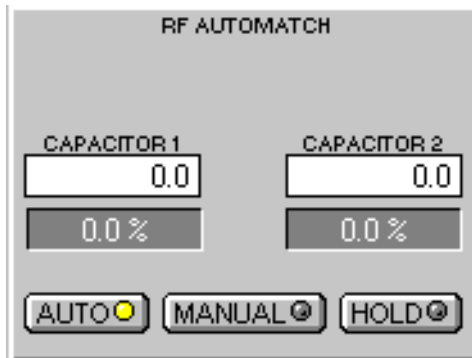 RF AUTOMATCH
CAPACITOR 1 CAPACITOR 2
0.0 0.0
0.0 % 0.0 %
AUTO MANUAL HOLD